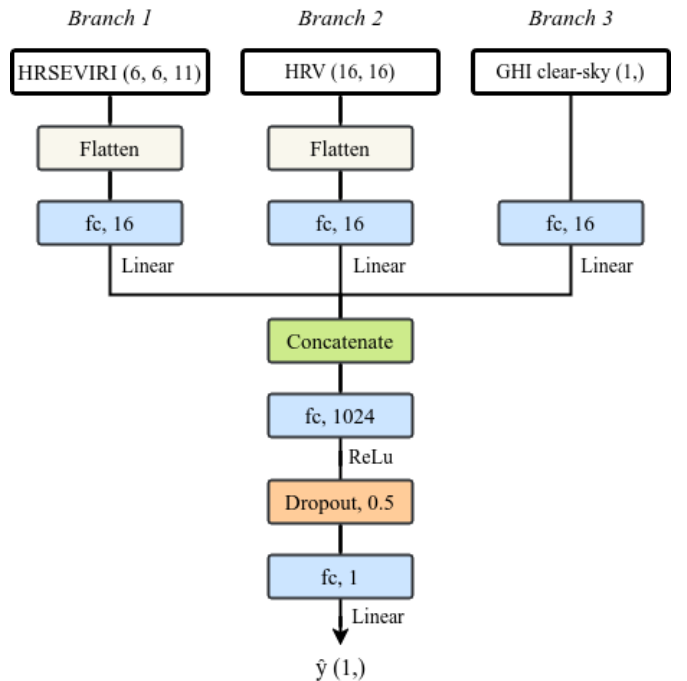 Branch 1 Branch 2 Branch 3
HRSEVIRI (6, 6, 11) HRV (16, 16) GHI clear-sky (1,)
Flatten Flatten
fc, 16 fc, 16 fc, 16
Linear Linear Linear
Concatenate
fc, 1024
ReLu
Dropout, 0.5
fc, 1
Linear
ŷ (1,)